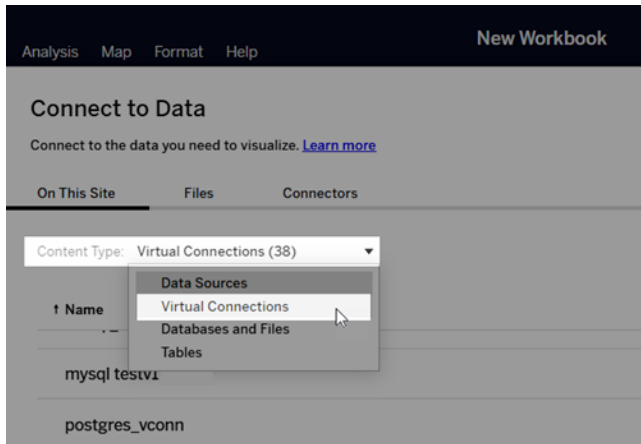 New Workbook
Analysis Map Format Help
Connect to Data
Connect to the data you need to visualize. Learn more
On This Site Files Connectors
Content Type: Virtual Connections (38)
Data Sources
Virtual Connections
↑ Name
Databases and Files
Tables
mysql testv1
postgres_vconn